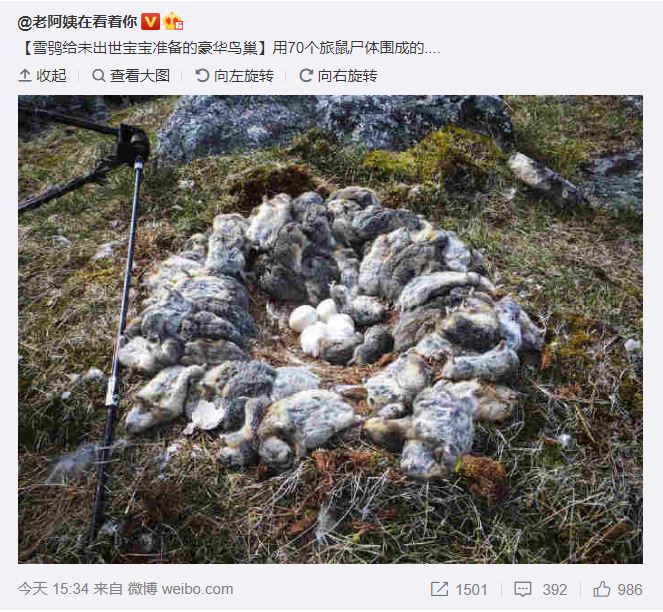 @老阿姨在看着你
【雪鸮给未出世宝宝准备的豪华鸟巢】用70个旅鼠尸体围成的....
收起 查看大图 向左旋转 向右旋转
今天 15:34 来自 微博 weibo.com 1501 392 986